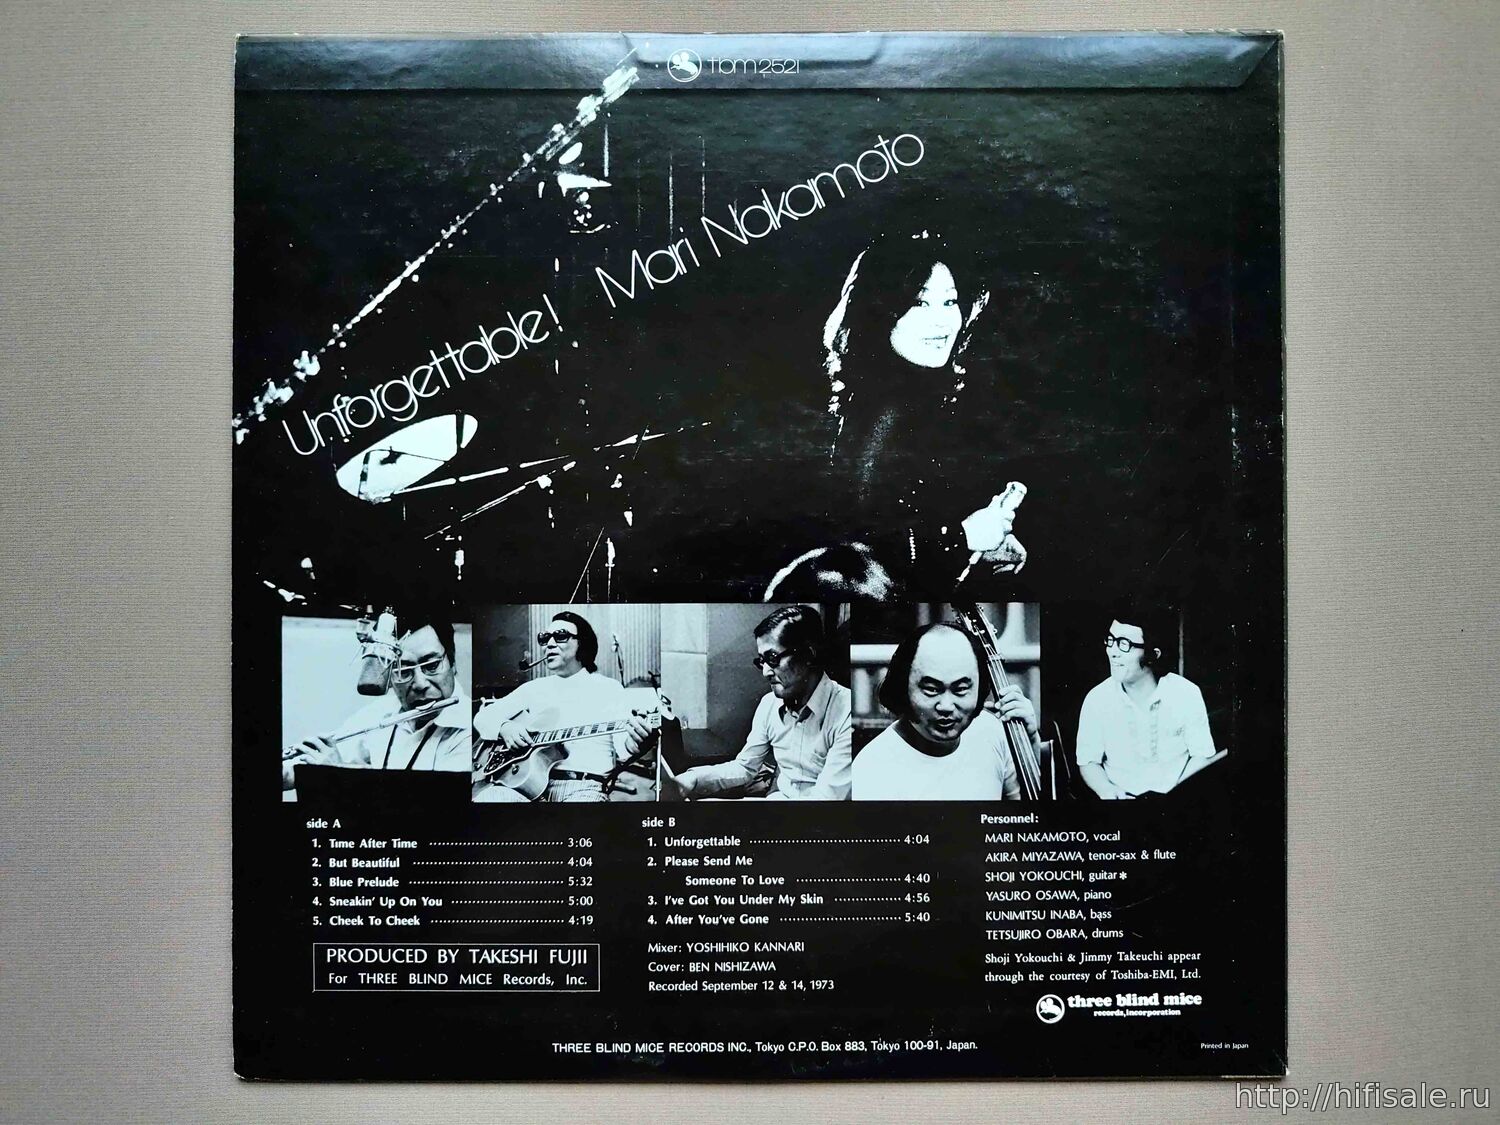 tbm2521
Unforgettable! Mari Nakamoto
side A
1. Time After Time 3:06
2. But Beautiful 4:04
3. Blue Prelude 5:32
4. Sneakin' Up On You 5:00
5. Cheek To Cheek 4:19
PRODUCED BY TAKESHI FUJII
For THREE BLIND MICE Records, Inc.
side B
1. Unforgettable 4:04
2. Please Send Me
Someone To Love 4:40
3. I've Got You Under My Skin 4:56
4. After You've Gone 5:40
Mixer: YOSHIHIKO KANNARI
Cover: BEN NISHIZAWA
Recorded September 12 & 14, 1973
Personnel:
MARI NAKAMOTO, vocal
AKIRA MIYAZAWA, tenor-sax & flute
SHOJI YOKOUCHI, guitar*
YASURO OSAWA, piano
KUNIMITSU INABA, bass
TETSUJIRO OBARA, drums
Shoji Yokouchi & Jimmy Takeuchi appear
through the courtesy of Toshiba-EMI, Ltd.
three blind mice
records,incorporation
THREE BLIND MICE RECORDS INC., Tokyo C.P.O. Box 883, Tokyo 100-91, Japan.
Printed in Japan
http://hifisale.ru